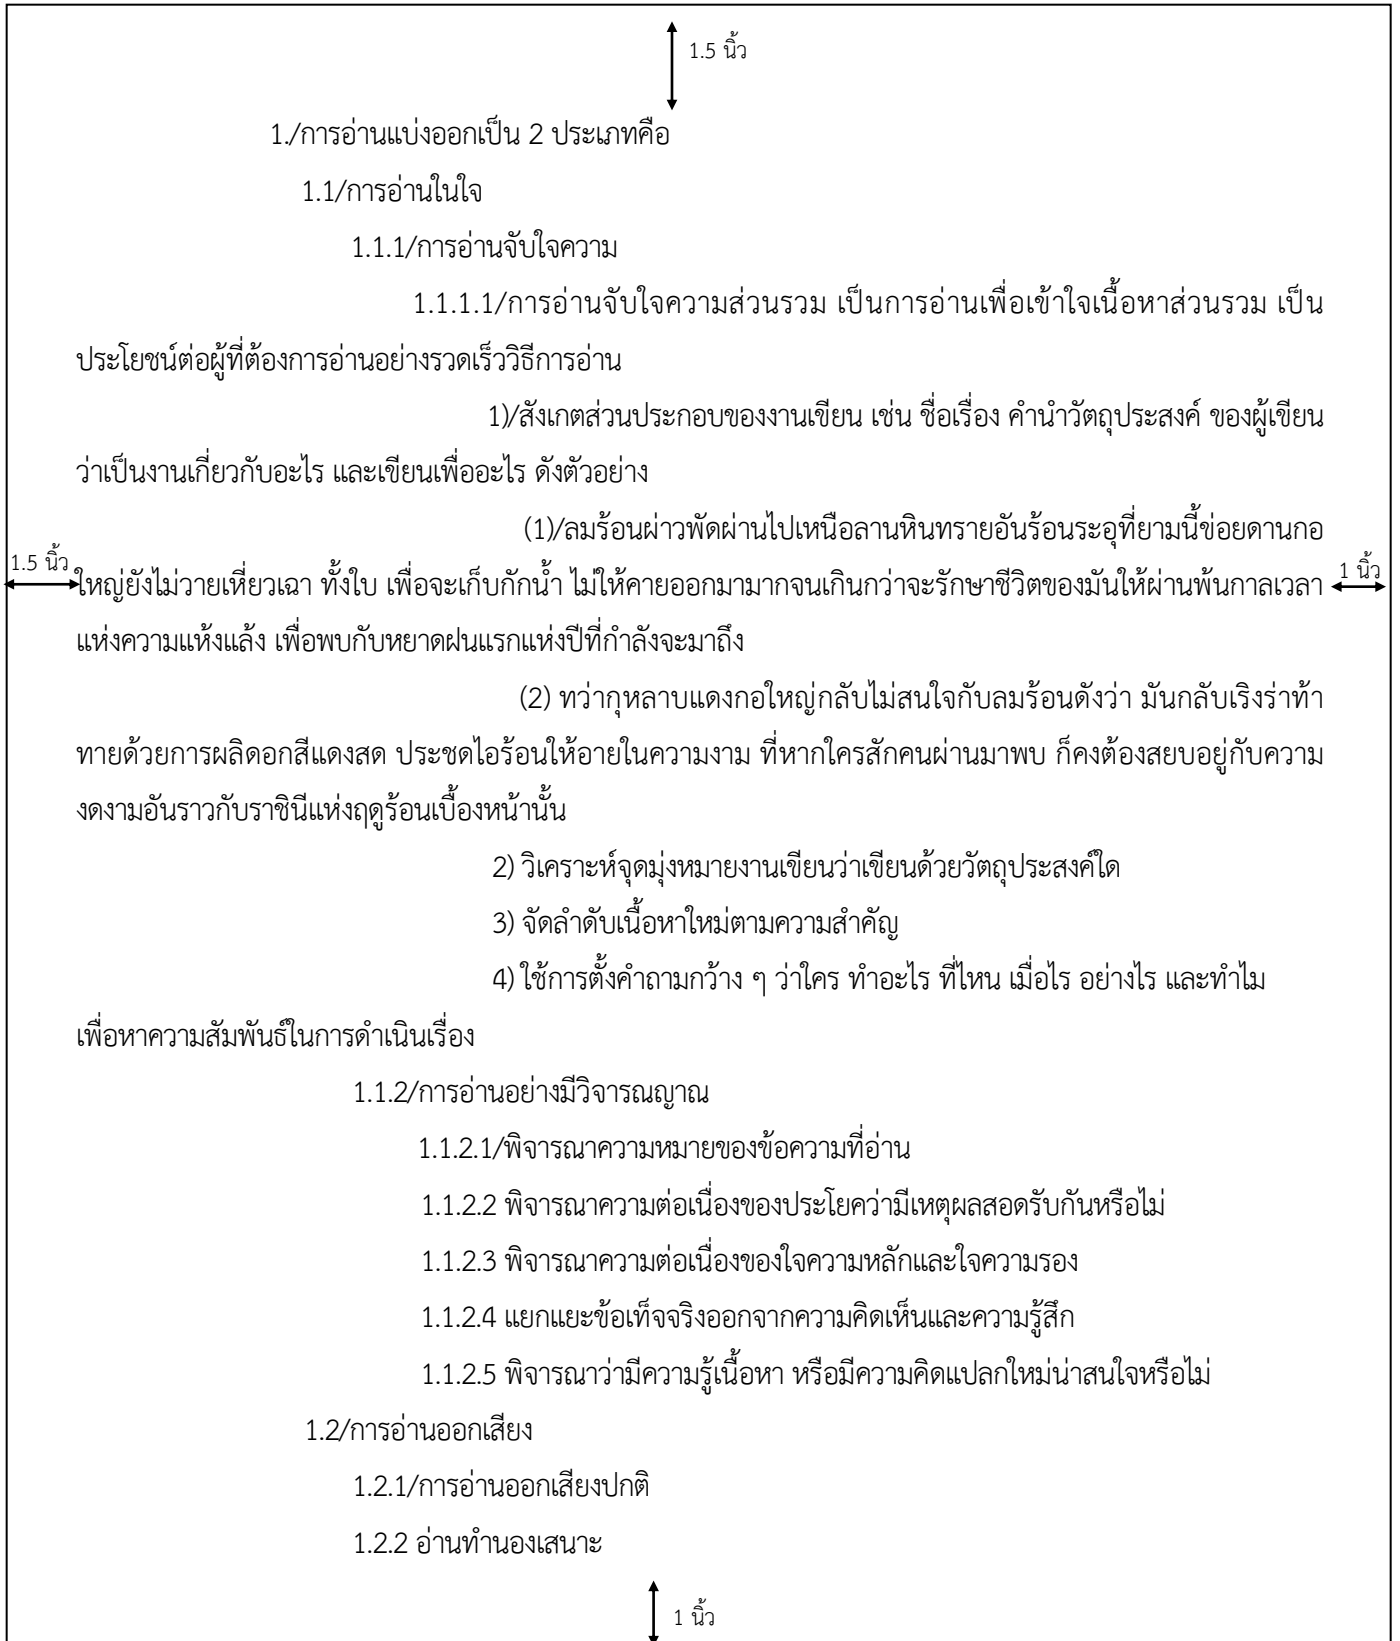 1.5 นิ้ว
1./การอ่านแบ่งออกเป็น 2 ประเภทคือ
1.1/การอ่านในใจ
1.1.1/การอ่านจับใจความ
1.1.1.1/การอ่านจับใจความส่วนรวม เป็นการอ่านเพื่อเข้าใจเนื้อหาส่วนรวม เป็น
ประโยชน์ต่อผู้ที่ต้องการอ่านอย่างรวดเร็ววิธีการอ่าน
1)/สังเกตส่วนประกอบของงานเขียน เช่น ชื่อเรื่อง คำนำวัตถุประสงค์ ของผู้เขียน
ว่าเป็นงานเกี่ยวกับอะไร และเขียนเพื่ออะไร ดังตัวอย่าง
(1)/ลมร้อนผ่าวพัดผ่านไปเหนือลานหินทรายอันร้อนระอุที่ยามนี้ข่อยดานกอ
1.5 นิ้ว
ใหญ่ยังไม่วายเหี่ยวเฉา ทั้งใบ เพื่อจะเก็บกักน้ำ ไม่ให้คายออกมามากจนเกินกว่าจะรักษาชีวิตของมันให้ผ่านพ้นกาลเวลา
1 นิ้ว
แห่งความแห้งแล้ง เพื่อพบกับหยาดฝนแรกแห่งปีที่กำลังจะมาถึง
(2) ทว่ากุหลาบแดงกอใหญ่กลับไม่สนใจกับลมร้อนดังว่า มันกลับเริงร่าท้า
ทายด้วยการผลิดอกสีแดงสด ประชดไอร้อนให้อายในความงาม ที่หากใครสักคนผ่านมาพบ ก็คงต้องสยบอยู่กับความ
งดงามอันราวกับราชินีแห่งฤดูร้อนเบื้องหน้านั้น
2) วิเคราะห์จุดมุ่งหมายงานเขียนว่าเขียนด้วยวัตถุประสงค์ใด
3) จัดลำดับเนื้อหาใหม่ตามความสำคัญ
4) ใช้การตั้งคำถามกว้าง ๆ ว่าใคร ทำอะไร ที่ไหน เมื่อไร อย่างไร และทำไม
เพื่อหาความสัมพันธ์ในการดำเนินเรื่อง
1.1.2/การอ่านอย่างมีวิจารณญาณ
1.1.2.1/พิจารณาความหมายของข้อความที่อ่าน
1.1.2.2 พิจารณาความต่อเนื่องของประโยคว่ามีเหตุผลสอดรับกันหรือไม่
1.1.2.3 พิจารณาความต่อเนื่องของใจความหลักและใจความรอง
1.1.2.4 แยกแยะข้อเท็จจริงออกจากความคิดเห็นและความรู้สึก
1.1.2.5 พิจารณาว่ามีความรู้เนื้อหา หรือมีความคิดแปลกใหม่น่าสนใจหรือไม่
1.2/การอ่านออกเสียง
1.2.1/การอ่านออกเสียงปกติ
1.2.2 อ่านทำนองเสนาะ
1 นิ้ว